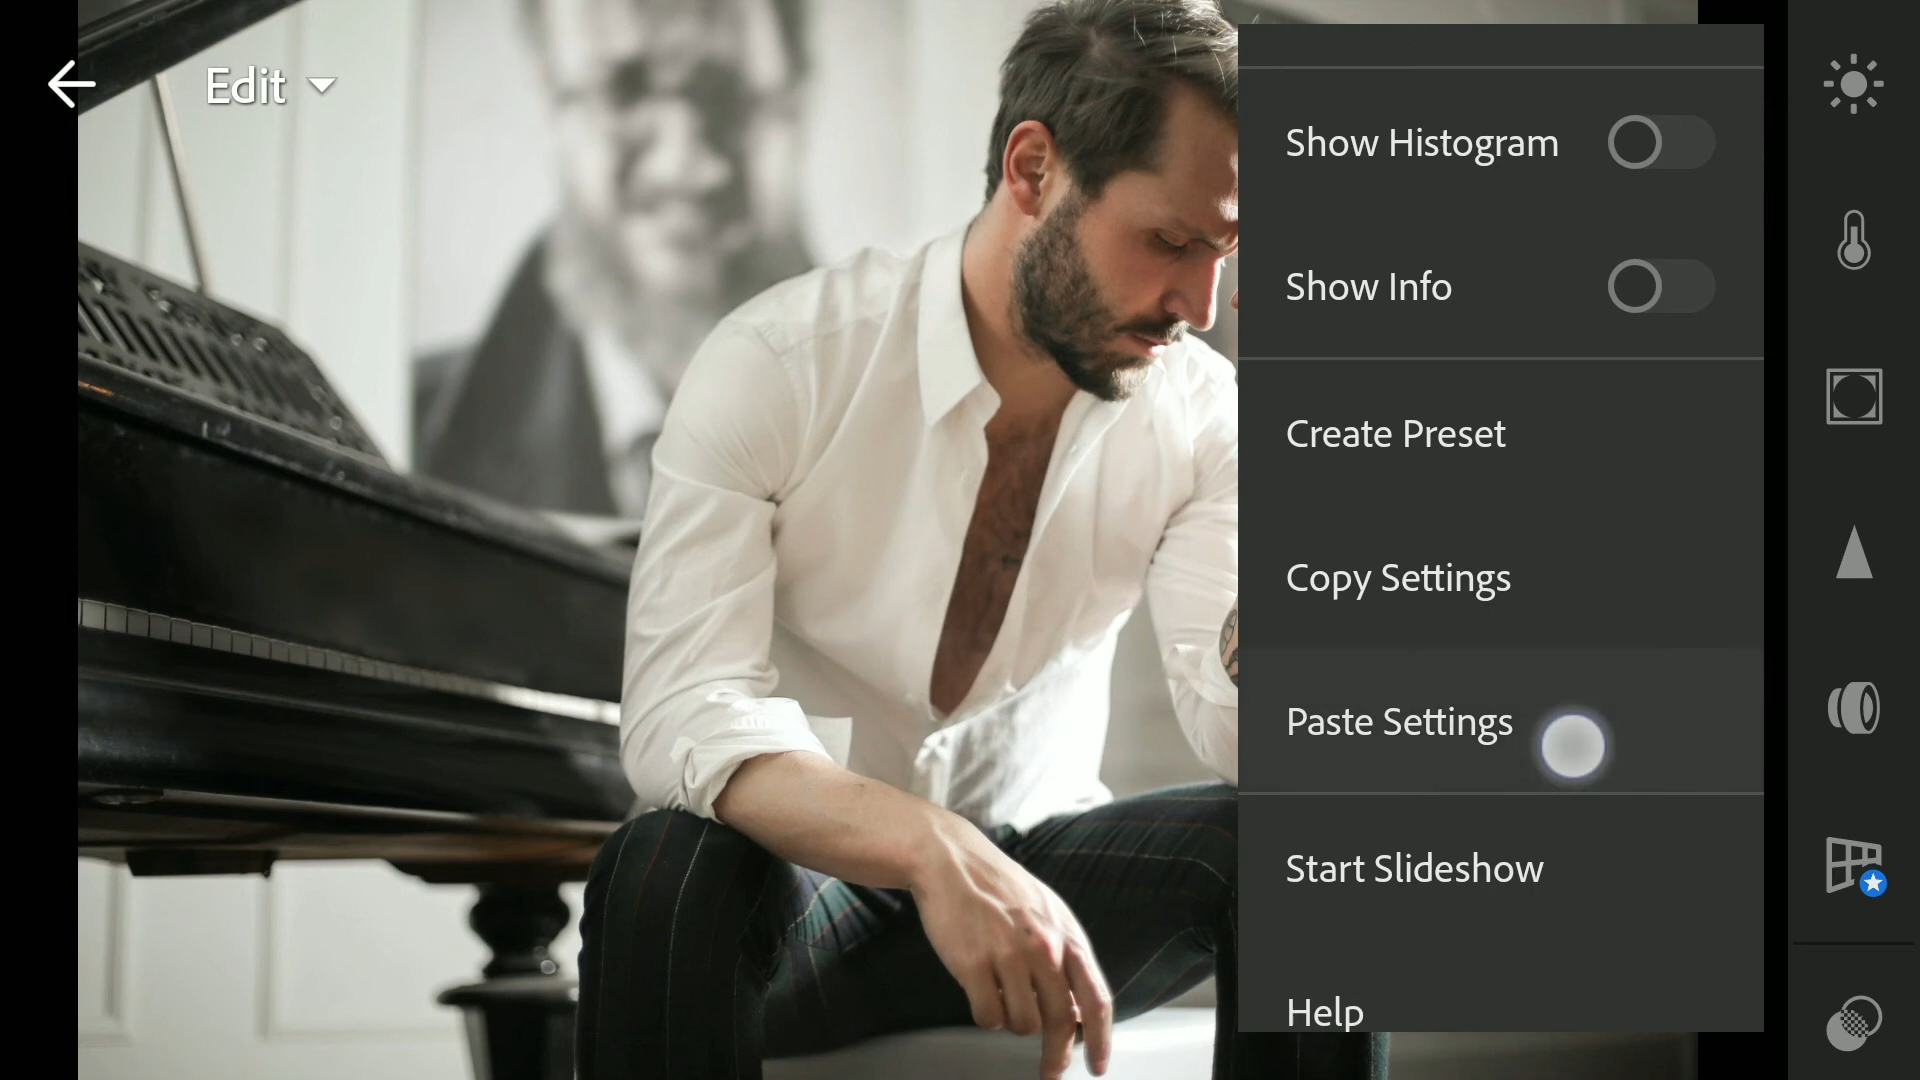 Edit
Show Histogram
Show Info
Create Preset
Copy Settings
Paste Settings
Start Slideshow
Help